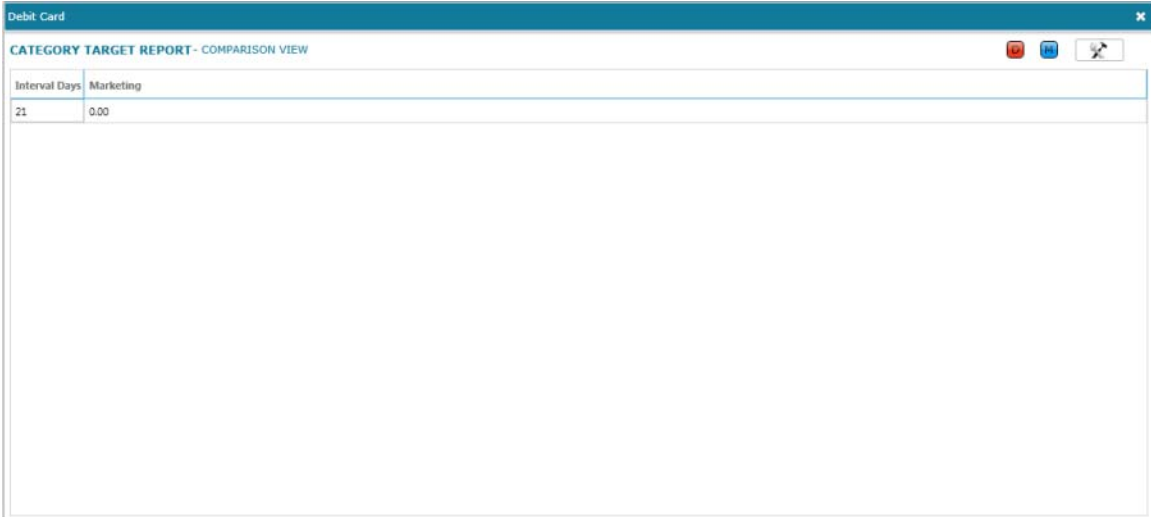 Debit Card
CATEGORY TARGET REPORT - COMPARISON VIEW
D M
Interval Days Marketing
21 0.00